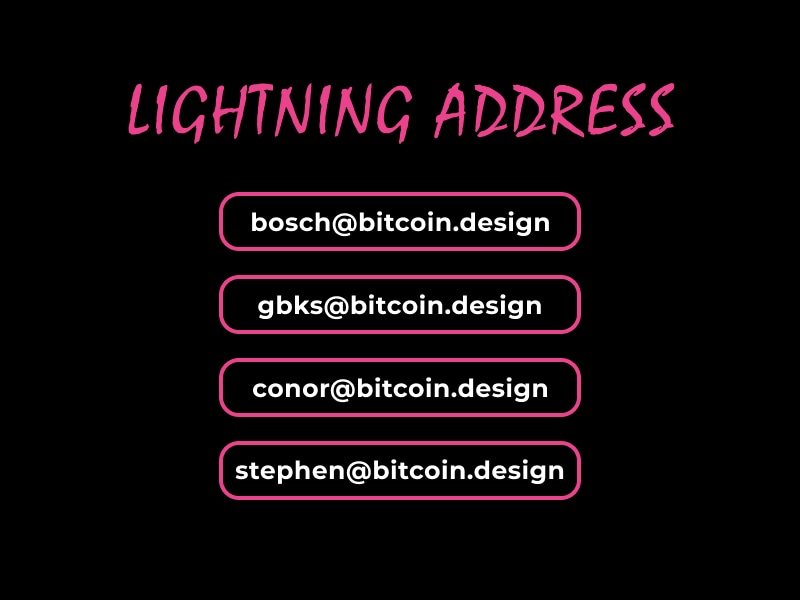 LIGHTNING ADDRESS
bosch@bitcoin.design
gbks@bitcoin.design
conor@bitcoin.design
stephen@bitcoin.design